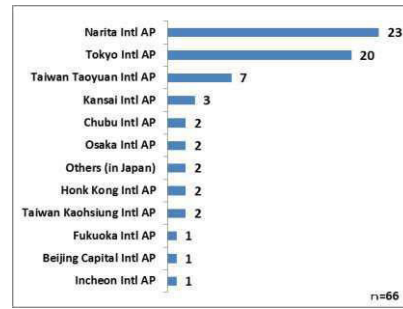 Narita Intl AP 23
Tokyo Intl AP 20
Taiwan Taoyuan Intl AP 7
Kansai Intl AP 3
Chubu Intl AP 2
Osaka Intl AP 2
Others (in Japan) 2
Honk Kong Intl AP 2
Taiwan Kaohsiung Intl AP 2
Fukuoka Intl AP 1
Beijing Capital Intl AP 1
Incheon Intl AP 1
n=66